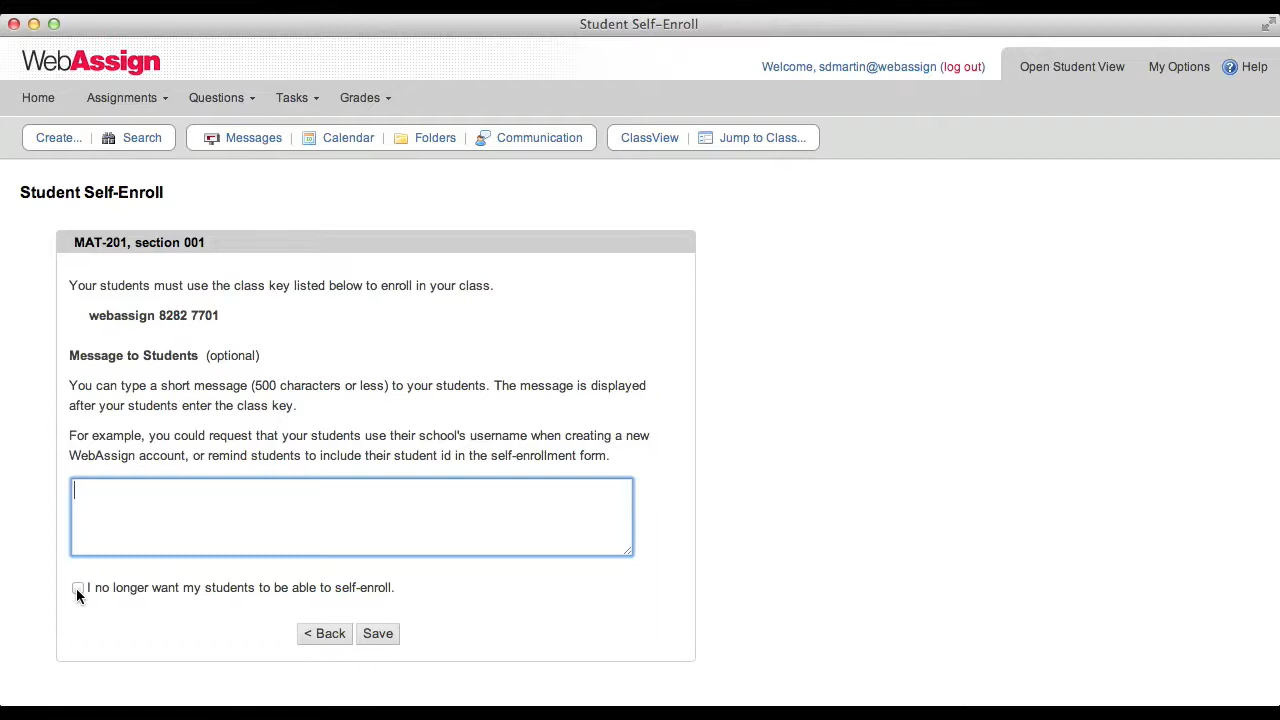 Student Self-Enroll
WebAssign
Welcome, sdmartin@webassign (log out)
Open Student View
My Options
? Help
Home
Assignments
Questions
Tasks
Grades
Create...
Search
Messages
Calendar
Folders
Communication
ClassView
Jump to Class...
Student Self-Enroll
MAT-201, section 001
Your students must use the class key listed below to enroll in your class.
webassign 8282 7701
Message to Students (optional)
You can type a short message (500 characters or less) to your students. The message is displayed
after your students enter the class key.
For example, you could request that your students use their school's username when creating a new
WebAssign account, or remind students to include their student id in the self-enrollment form.
I no longer want my students to be able to self-enroll.
< Back
Save